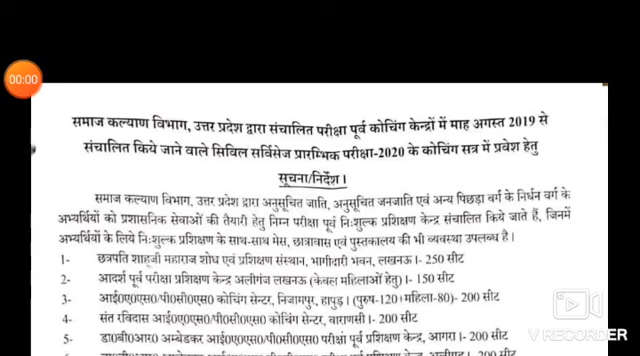 00:00
समाज कल्याण विभाग, उत्तर प्रदेश द्वारा संचालित परीक्षा पूर्व कोचिंग केन्द्रों में माह अगस्त 2019 से
संचालित किये जाने वाले सिविल सर्विसेज प्रारम्भिक परीक्षा-2020 के कोचिंग सत्र में प्रवेश हेतु
सूचना/निर्देश।
समाज कल्याण विभाग, उत्तर प्रदेश द्वारा अनुसूचित जाति, अनुसूचित जनजाति एवं अन्य पिछड़ा वर्ग के निर्धन वर्ग के
अभ्यर्थियों को प्रशासनिक सेवाओं की तैयारी हेतु निम्न परीक्षा पूर्व निःशुल्क प्रशिक्षण केन्द्र संचालित किये जाते हैं, जिनमें
अभ्यर्थियों के लिये निःशुल्क प्रशिक्षण के साथ-साथ मेस, छात्रावास एवं पुस्तकालय की भी व्यवस्था उपलब्ध है।
1- छत्रपति शाहूजी महाराज शोध एवं प्रशिक्षण संस्थान, भागीदारी भवन, लखनऊ।- 250 सीट
2- आदर्श पूर्व परीक्षा प्रशिक्षण केन्द्र अलीगंज लखनऊ (केवल महिलाओं हेतु)।- 150 सीट
3- आई0ए0एस0/पी0सी0एस0 कोचिंग सेन्टर, निजामपुर, हापुड़। (पुरुष-120+महिला-80)- 200 सीट
4- संत रविदास आई0ए0एस0/पी0सी0एस0 कोचिंग सेन्टर, वाराणसी।- 200 सीट
5- डा0बी0आर0 अम्बेडकर आई0ए0एस0/पी0सी0एस0 परीक्षा पूर्व प्रशिक्षण केन्द्र, आगरा।- 200 सीट
V RECORDER